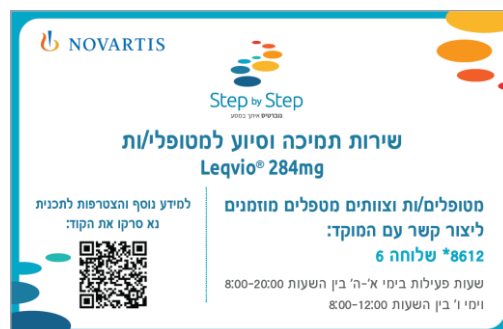 NOVARTIS
Step by Step
נוברטיס איתך במסע
שירות תמיכה וסיוע למטופלי/ות
Leqvio® 284mg
מטופלים/ות וצוותים מטפלים מוזמנים
ליצור קשר עם המוקד:
8612* שלוחה 6
שעות פעילות בימי א'-ה' בין השעות 8:00-20:00
וימי ו' בין השעות 8:00-12:00
למידע נוסף והצטרפות לתכנית
נא סרקו את הקוד: